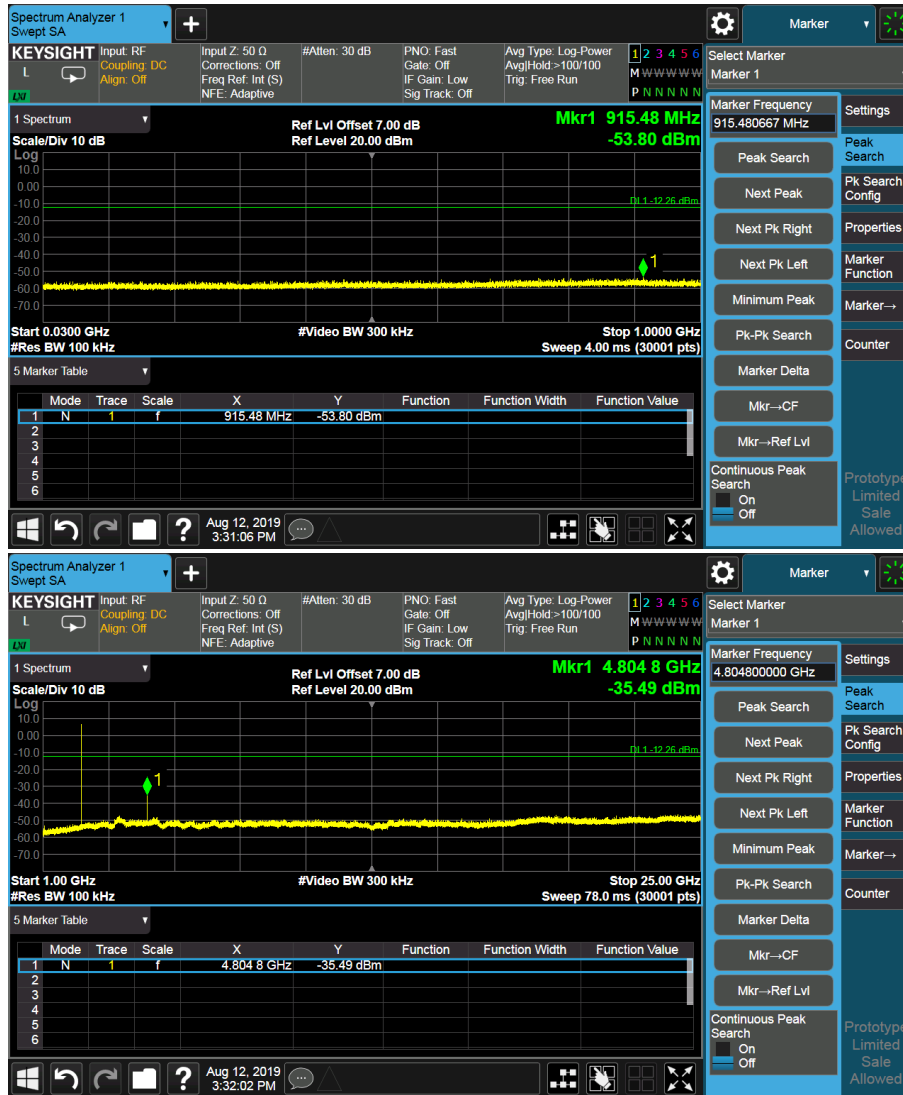 Spectrum Analyzer 1
Swept SA
Marker
KEYSIGHT
L
LXI
Input: RF
Coupling: DC
Align: Off
Input Z: 50 Ω
Corrections: Off
Freq Ref: Int (S)
NFE: Adaptive
#Atten: 30 dB
PNO: Fast
Gate: Off
IF Gain: Low
Sig Track: Off
Avg Type: Log-Power
Avg|Hold:>100/100
Trig: Free Run
1 2 3 4 5 6
M W W W W W
P N N N N N
Select Marker
Marker 1
1 Spectrum
Scale/Div 10 dB
Ref Lvl Offset 7.00 dB
Ref Level 20.00 dBm
Mkr1 915.48 MHz
-53.80 dBm
Log
10.0
0.00
-10.0
-20.0
-30.0
-40.0
-50.0
-60.0
-70.0
DL1 -12.26 dBm
1
Start 0.0300 GHz
#Res BW 100 kHz
#Video BW 300 kHz
Stop 1.0000 GHz
Sweep 4.00 ms (30001 pts)
5 Marker Table
Mode Trace Scale X Y Function Function Width Function Value
1 N 1 f 915.48 MHz -53.80 dBm
2
3
4
5
6
Aug 12, 2019
3:31:06 PM
Marker Frequency
915.480667 MHz
Peak Search
Next Peak
Next Pk Right
Next Pk Left
Minimum Peak
Pk-Pk Search
Marker Delta
Mkr→CF
Mkr→Ref Lvl
Continuous Peak
Search
On
Off
Settings
Peak
Search
Pk Search
Config
Properties
Marker
Function
Marker→
Counter
Prototype
Limited
Sale
Allowed
Spectrum Analyzer 1
Swept SA
Marker
KEYSIGHT
L
LXI
Input: RF
Coupling: DC
Align: Off
Input Z: 50 Ω
Corrections: Off
Freq Ref: Int (S)
NFE: Adaptive
#Atten: 30 dB
PNO: Fast
Gate: Off
IF Gain: Low
Sig Track: Off
Avg Type: Log-Power
Avg|Hold:>100/100
Trig: Free Run
1 2 3 4 5 6
M W W W W W
P N N N N N
Select Marker
Marker 1
1 Spectrum
Scale/Div 10 dB
Ref Lvl Offset 7.00 dB
Ref Level 20.00 dBm
Mkr1 4.804 8 GHz
-35.49 dBm
Log
10.0
0.00
-10.0
-20.0
-30.0
-40.0
-50.0
-60.0
-70.0
DL1 -12.26 dBm
1
Start 1.00 GHz
#Res BW 100 kHz
#Video BW 300 kHz
Stop 25.00 GHz
Sweep 78.0 ms (30001 pts)
5 Marker Table
Mode Trace Scale X Y Function Function Width Function Value
1 N 1 f 4.804 8 GHz -35.49 dBm
2
3
4
5
6
Aug 12, 2019
3:32:02 PM
Marker Frequency
4.804800000 GHz
Peak Search
Next Peak
Next Pk Right
Next Pk Left
Minimum Peak
Pk-Pk Search
Marker Delta
Mkr→CF
Mkr→Ref Lvl
Continuous Peak
Search
On
Off
Settings
Peak
Search
Pk Search
Config
Properties
Marker
Function
Marker→
Counter
Prototype
Limited
Sale
Allowed